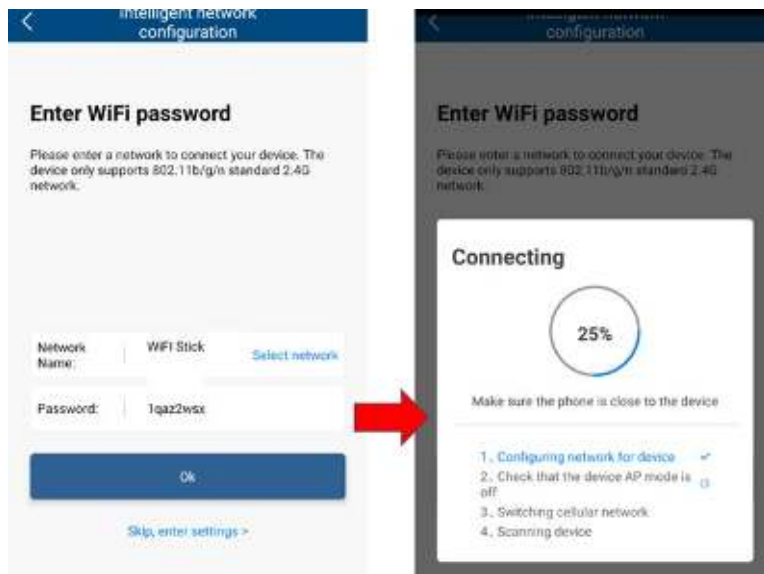 Intelligent network
configuration
Enter WiFi password
Please enter a network to connect your device. The
device only supports 802.11b/g/n standard 2.4G
network.
Network
Name:
WiFI Stick
Select network
Password:
1qaz2wsx
Ok
Skip, enter settings >
configuration
Enter WiFi password
Please enter a network to connect your device. The
device only supports 802.11b/g/n standard 2.4G
network.
Connecting
25%
Make sure the phone is close to the device
1. Configuring network for device
2. Check that the device AP mode is
off
3. Switching cellular network
4. Scanning device